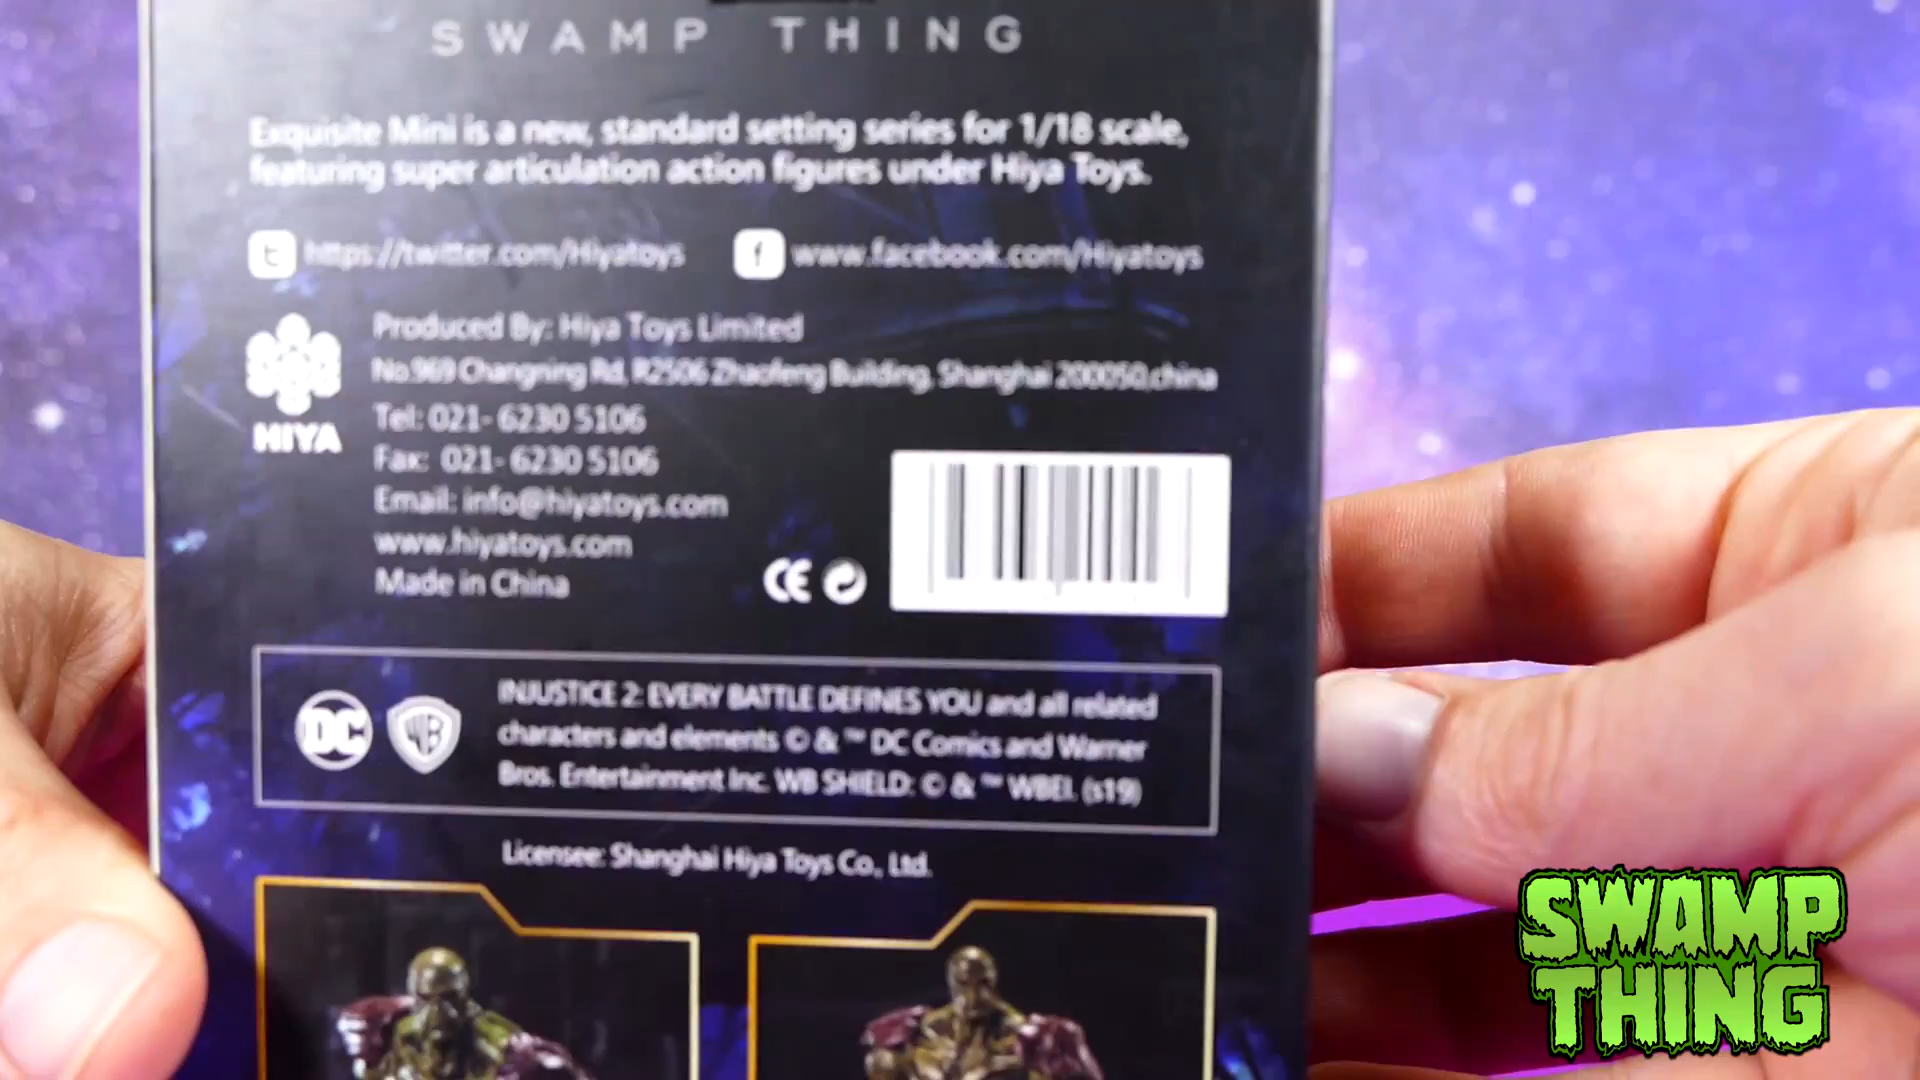 SWAMP THING
Exquisite Mini is a new, standard setting series for 1/18 scale,
featuring super articulation action figures under Hiya Toys.
t https://twitter.com/Hiyatoys f www.facebook.com/Hiyatoys
Produced By: Hiya Toys Limited
No.969 Changning Rd, R2506 Zhaofeng Building, Shanghai 200050,china
HIYA
Tel: 021- 6230 5106
Fax: 021- 6230 5106
Email: info@hiyatoys.com
www.hiyatoys.com
Made in China
CE
DC WB
INJUSTICE 2: EVERY BATTLE DEFINES YOU and all related
characters and elements © & ™ DC Comics and Warner
Bros. Entertainment Inc. WB SHIELD: © & ™ WBEI. (s19)
Licensee: Shanghai Hiya Toys Co., Ltd.
SWAMP
THING